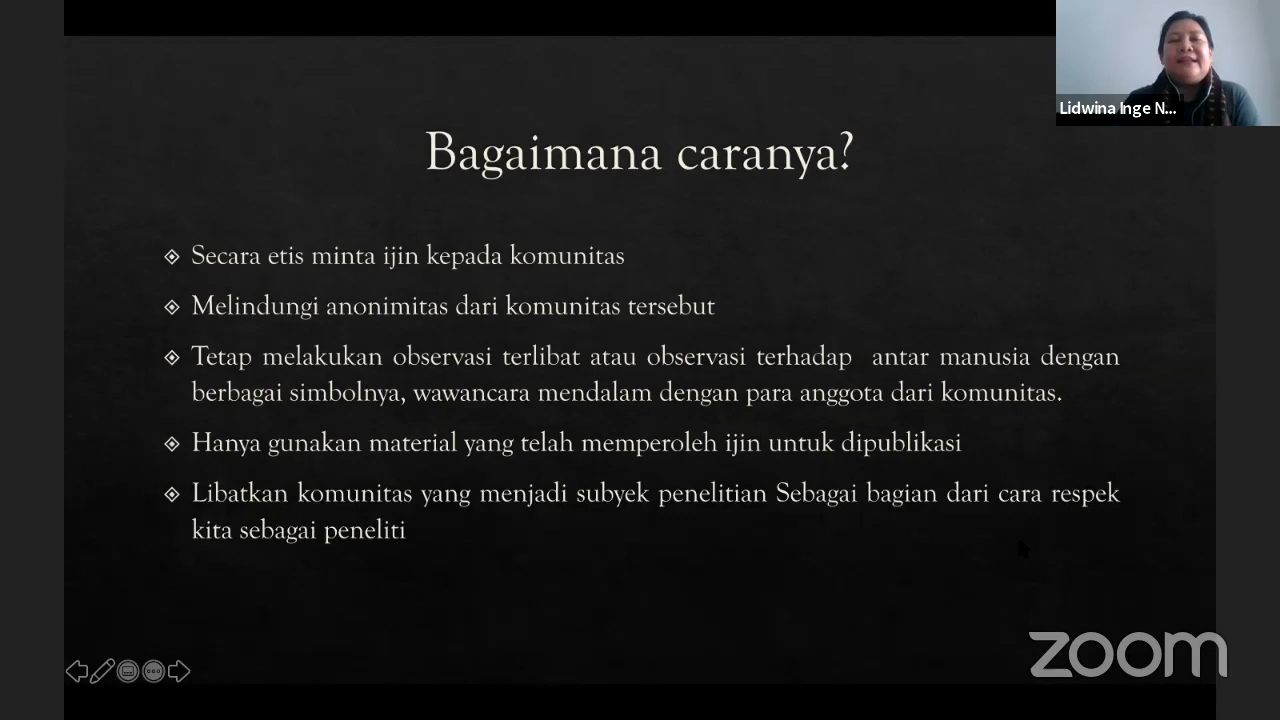 Lidwina Inge N...
Bagaimana caranya?
Secara etis minta ijin kepada komunitas
Melindungi anonimitas dari komunitas tersebut
Tetap melakukan observasi terlibat atau observasi terhadap antar manusia dengan
berbagai simbolnya, wawancara mendalam dengan para anggota dari komunitas.
Hanya gunakan material yang telah memperoleh ijin untuk dipublikasi
Libatkan komunitas yang menjadi subyek penelitian Sebagai bagian dari cara respek
kita sebagai peneliti
zoom